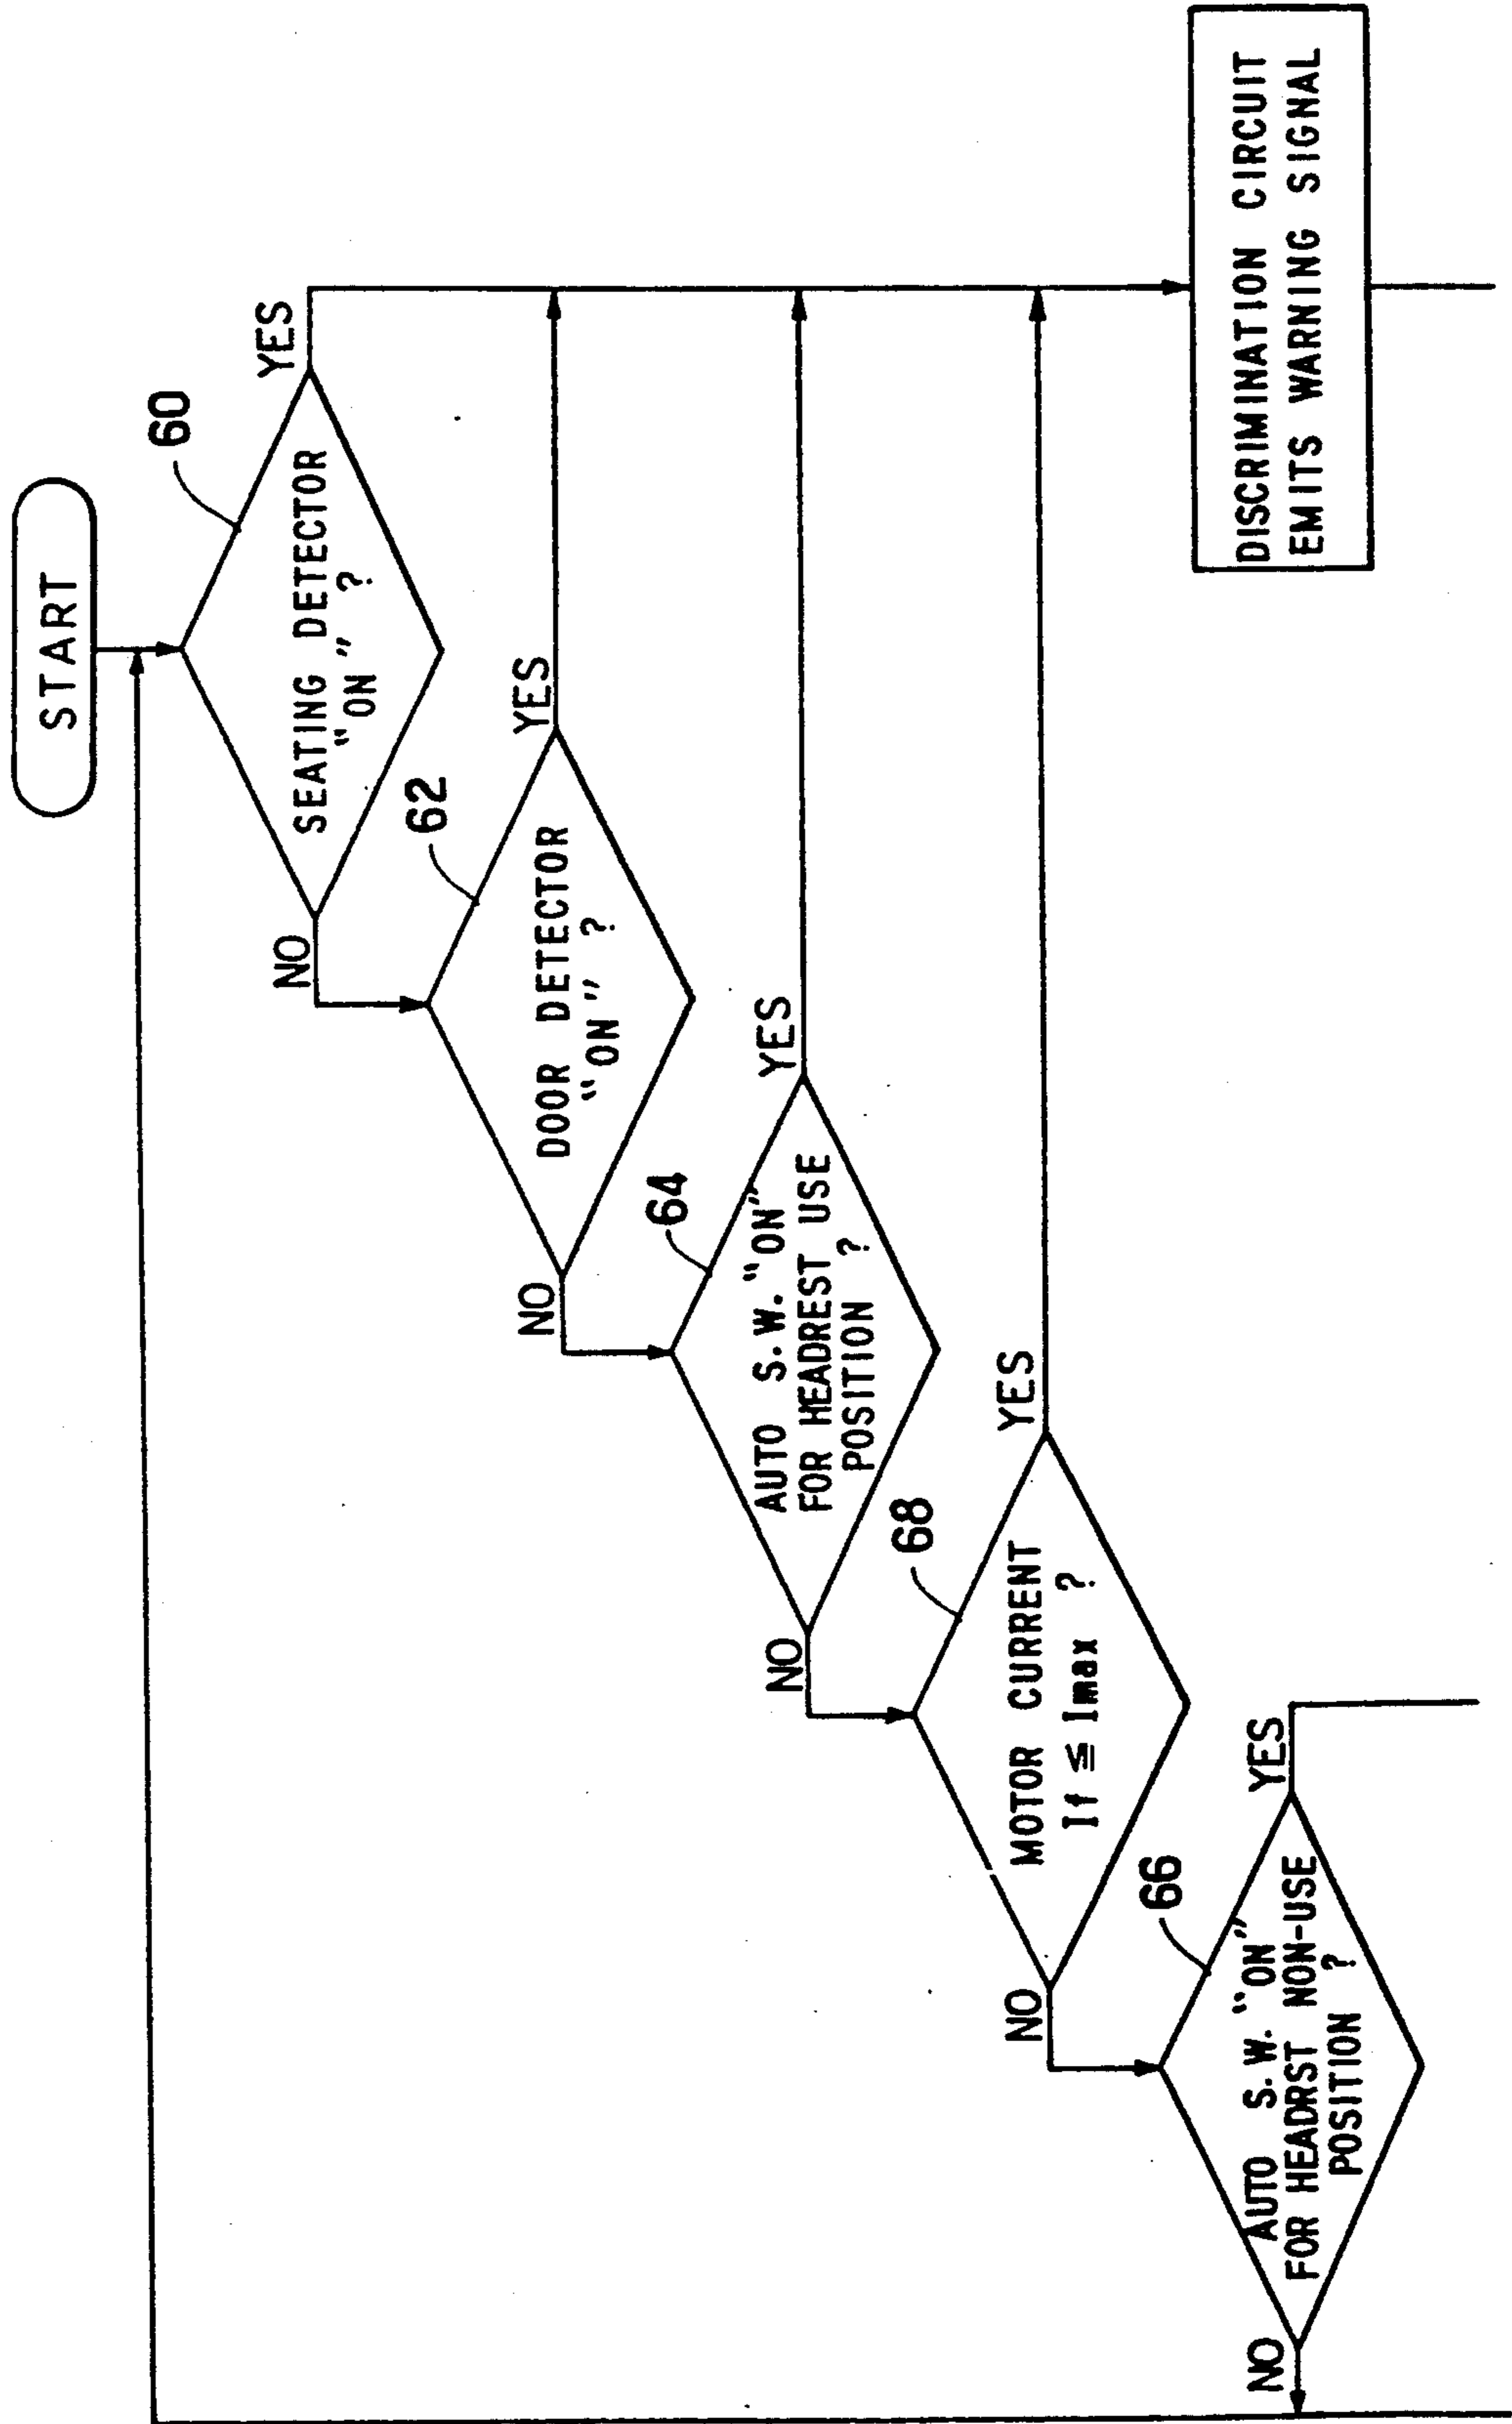 START
60
SEATING DETECTOR
"ON" ?
YES
NO
62
DOOR DETECTOR
"ON" ?
YES
NO
64
AUTO S.W. "ON"
FOR HEADREST USE
POSITION ?
YES
NO
68
MOTOR CURRENT
If ≦ Imax ?
YES
NO
66
AUTO S.W. "ON"
FOR HEADRST NON-USE
POSITION ?
YES
NO
DISCRIMINATION CIRCUIT
EMITS WARNING SIGNAL